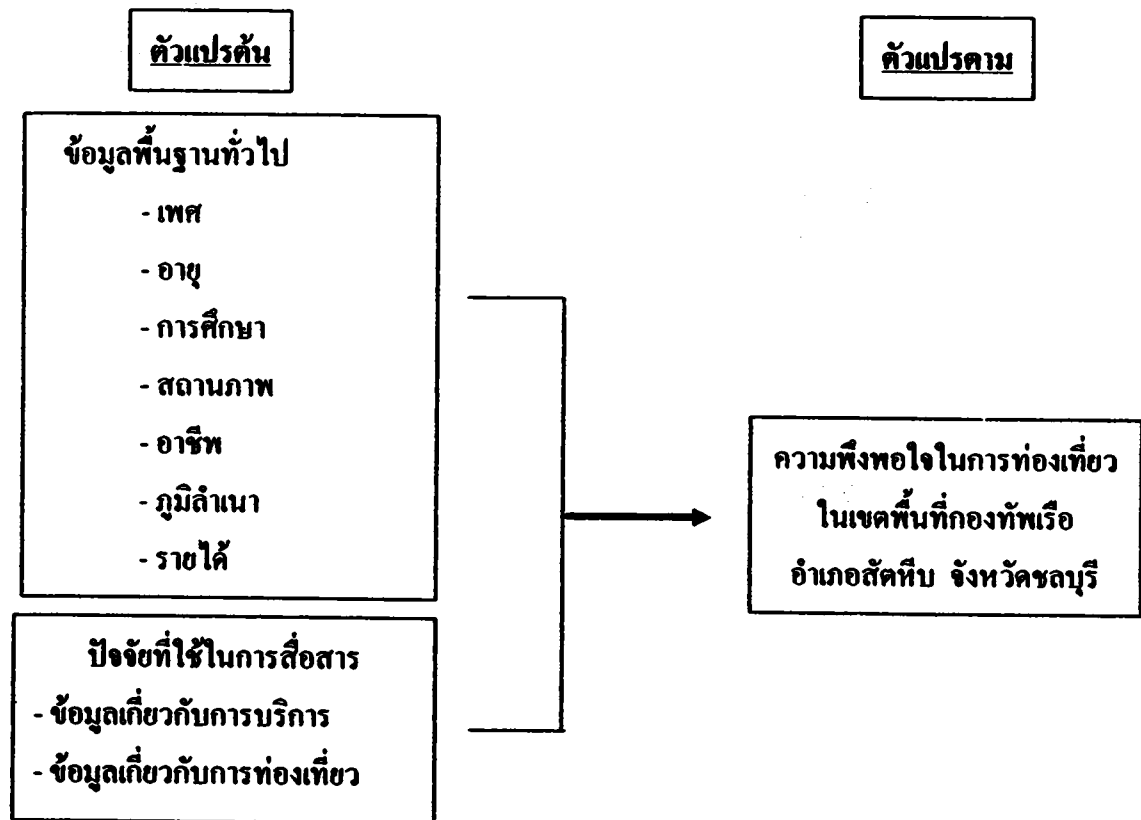 ตัวแปรต้น
ตัวแปรตาม
ข้อมูลพื้นฐานทั่วไป
- เพศ
- อายุ
- การศึกษา
- สถานภาพ
- อาชีพ
- ภูมิลำเนา
- รายได้
ปัจจัยที่ใช้ในการสื่อสาร
- ข้อมูลเกี่ยวกับการบริการ
- ข้อมูลเกี่ยวกับการท่องเที่ยว
ความพึงพอใจในการท่องเที่ยว
ในเขตพื้นที่กองทัพเรือ
อำเภอสัตหีบ จังหวัดชลบุรี